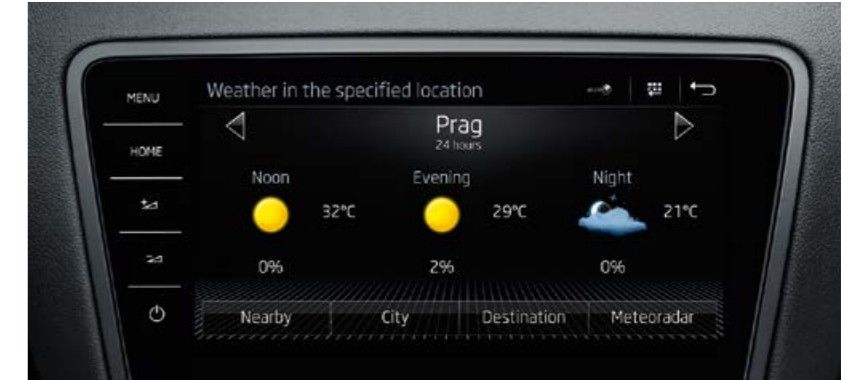 MENU
HOME
Weather in the specified location
Prag
24 hours
Noon Evening Night
32°C 29°C 21°C
0% 2% 0%
Nearby City Destination Meteoradar